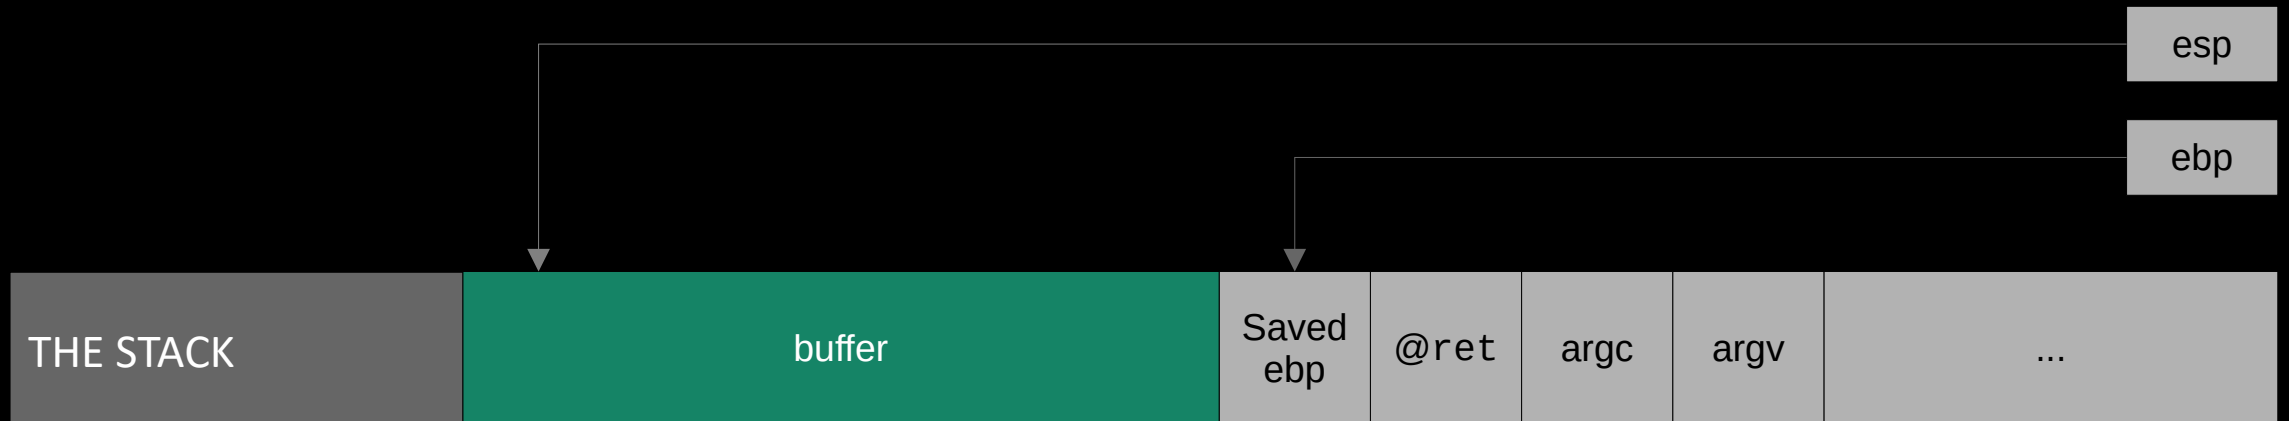 esp
ebp
THE STACK
buffer
Saved
ebp
@ret
argc
argv
...